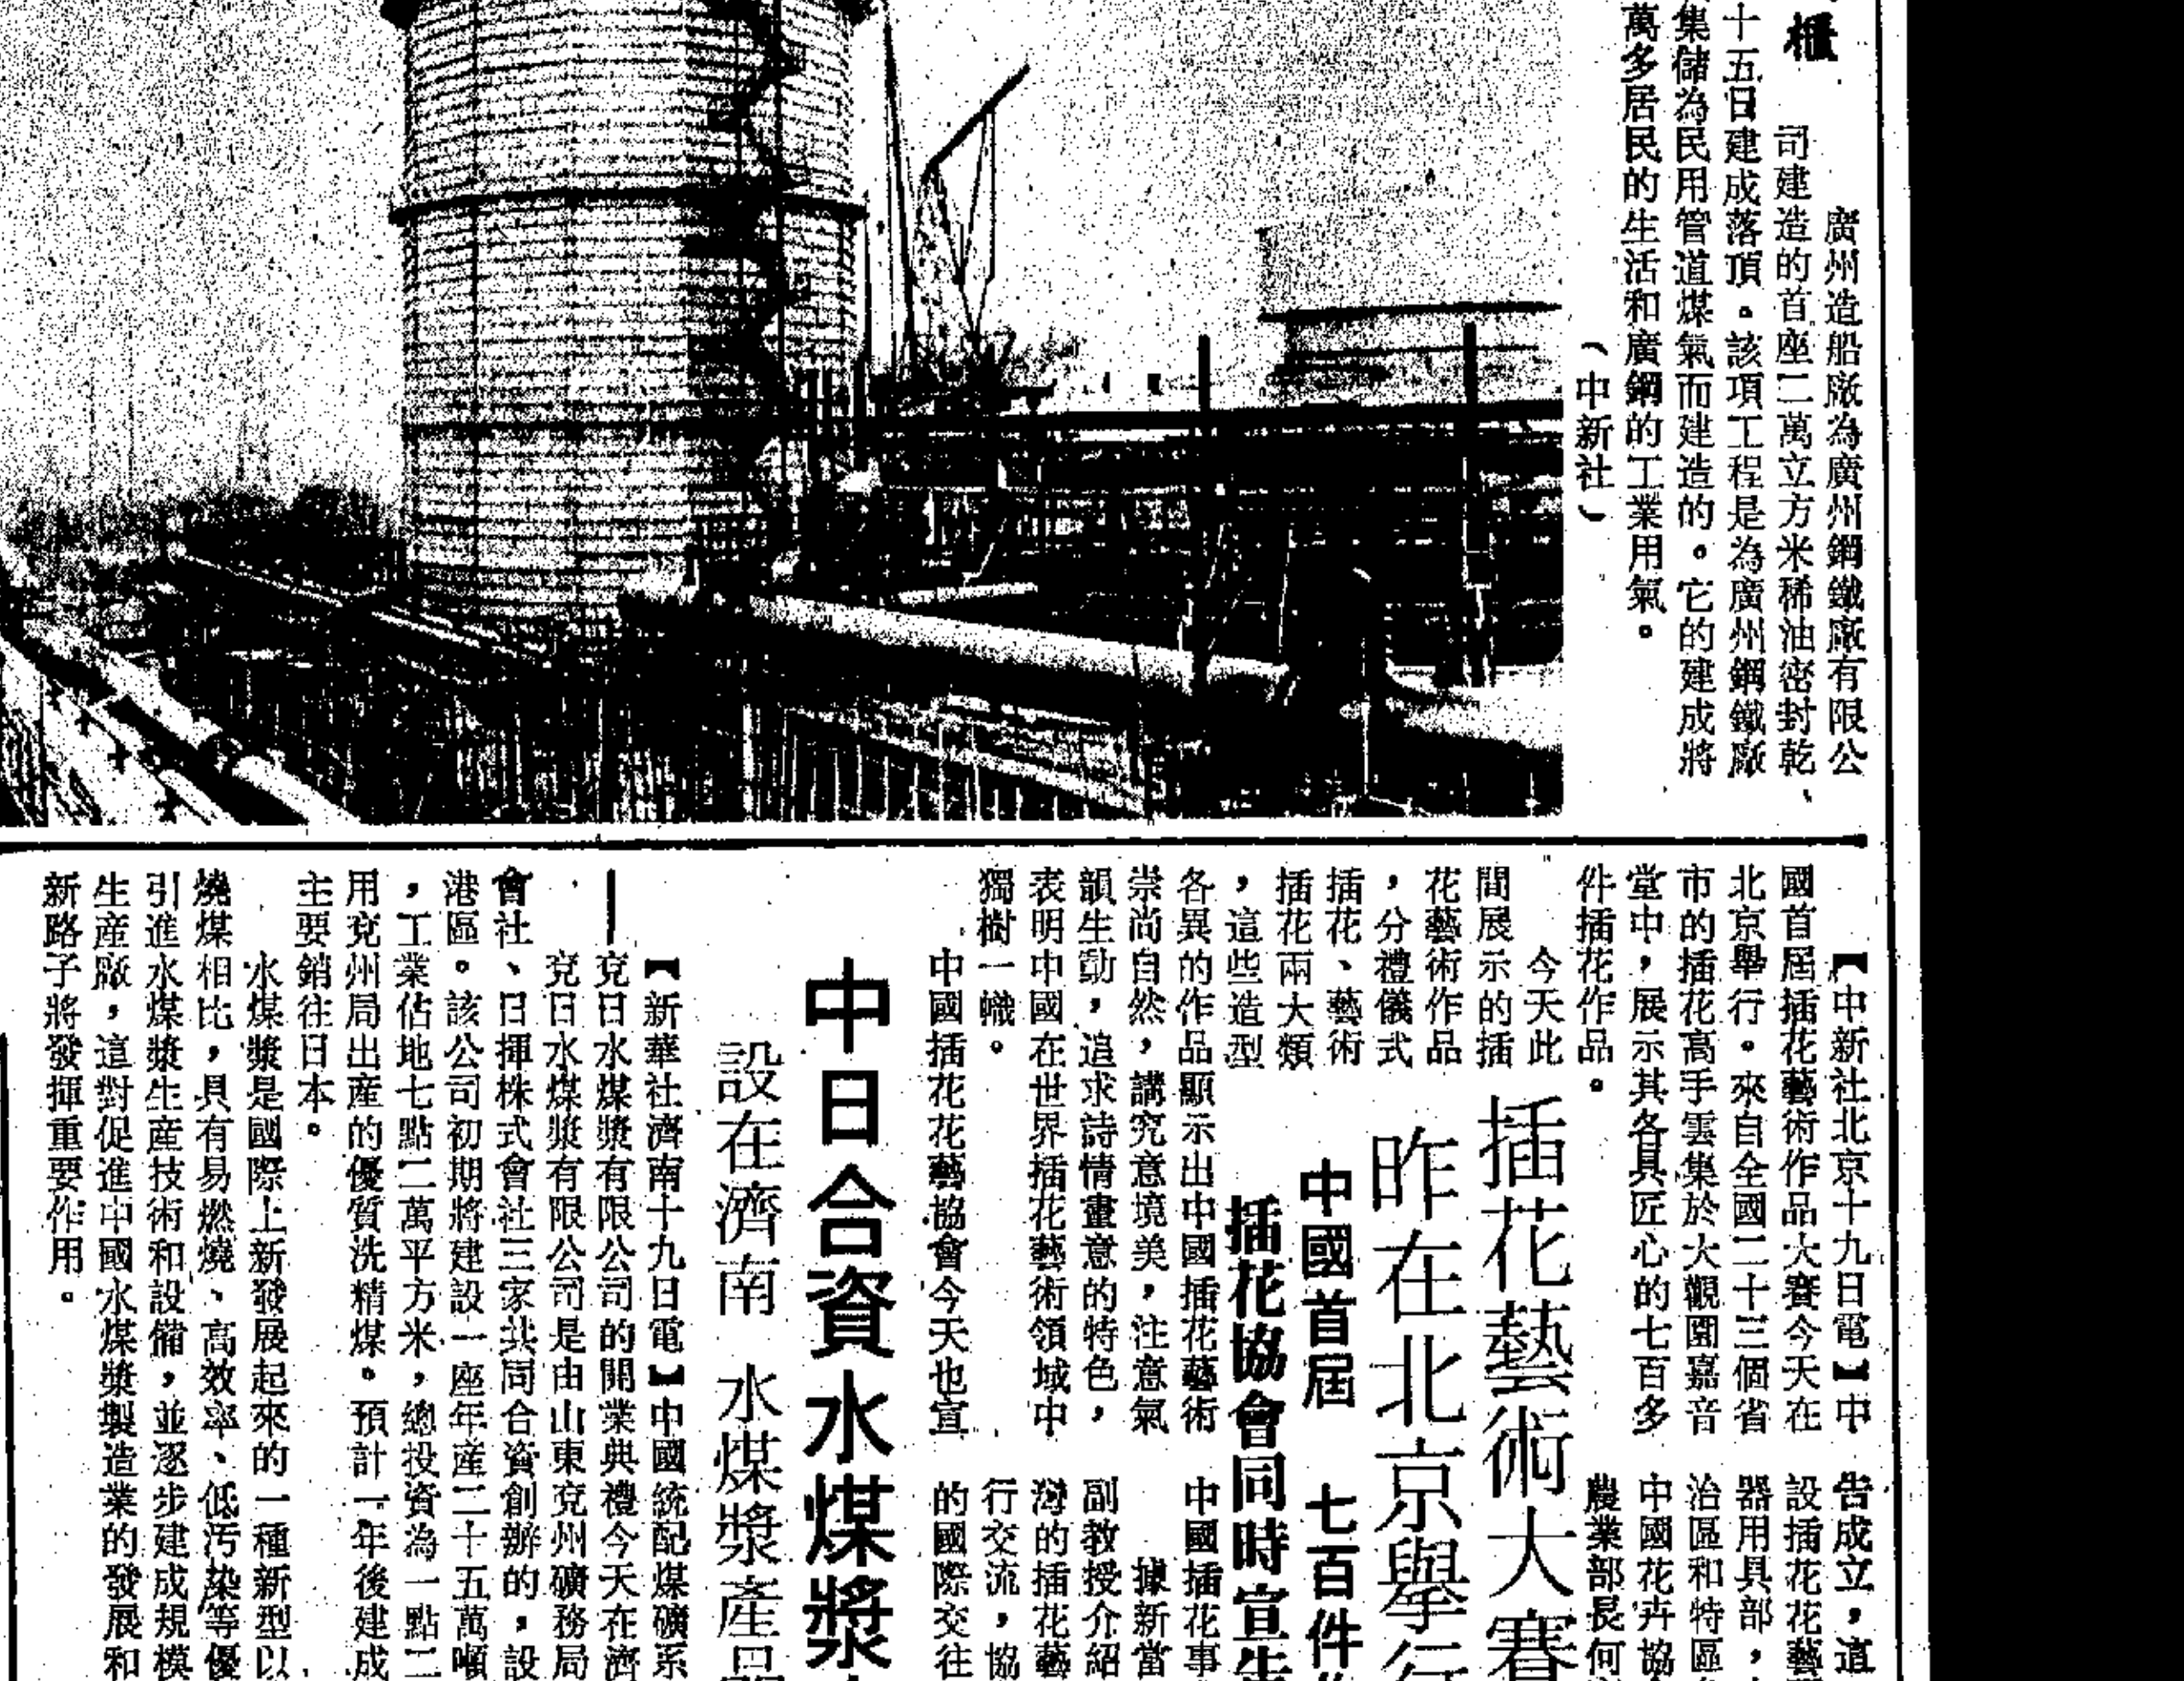 櫃
廣州造船廠為廣州鋼鐵廠有限公
司建造的首座二萬立方米稀油密封乾、
十五日建成落頂。該項工程是為廣州鋼鐵廠
集儲為民用管道煤氣而建造的。它的建成將
萬多居民的生活和廣鋼的工業用氣。
（中新社）
插花藝術大賽
昨在北京舉行
中國首屆 七百件
插花協會同時宣告
【中新社北京十九日電】中
國首屆插花藝術作品大賽今天在
北京舉行。來自全國二十三個省
市的插花高手雲集於大觀園嘉音
堂中，展示其各具匠心的七百多
件插花作品。
今天此
間展示的插
花藝術作品
，分禮儀式
插花、藝術
插花兩大類
，這些造型
各異的作品顯示出中國插花藝術
崇尚自然，講究意境美，注意氣
韻生動，追求詩情畫意的特色，
表明中國在世界插花藝術領域中
獨樹一幟。
中國插花花藝協會今天也宣
告成立，這
設插花花藝
器用具部，
治區和特區
中國花卉協
農業部長何
中國插花事
據新當
副教授介紹
灣的插花藝
行交流，協
的國際交往
中日合資水煤漿
設在濟南 水煤漿產品
【新華社濟南十九日電】中國統配煤礦系
兗日水煤漿有限公司的開業典禮今天在濟
兗日水煤漿有限公司是由山東兗州礦務局
會社、日揮株式會社三家共同合資創辦的，設
港區。該公司初期將建設一座年産二十五萬噸
，工業佔地七點二萬平方米，總投資為一點二
用兗州局出産的優質洗精煤。預計一年後建成
主要銷往日本。
水煤漿是國際上新發展起來的一種新型以
燒煤相比，具有易燃燒、高效率、低污染等優
引進水煤漿生産技術和設備，並逐步建成規模
生産廠，這對促進中國水煤漿製造業的發展和
新路子將發揮重要作用。